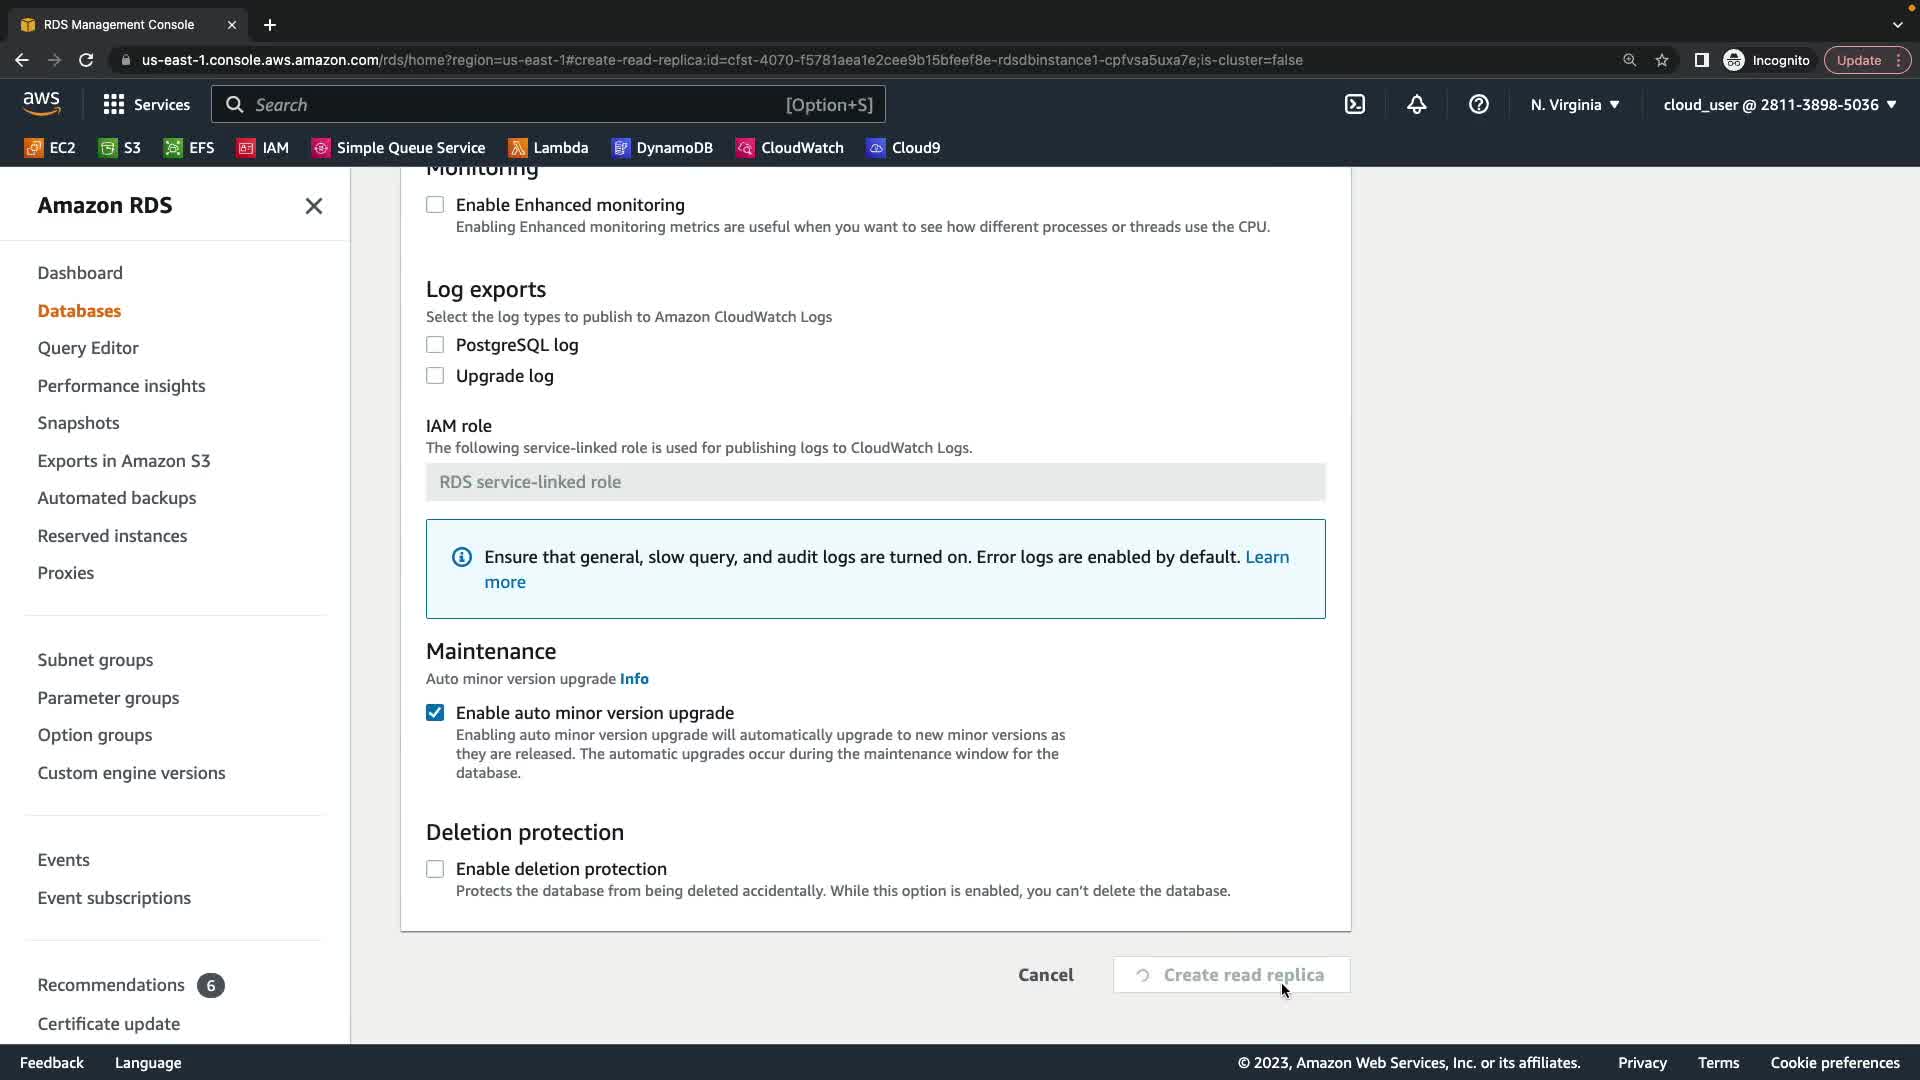 RDS Management Console
us-east-1.console.aws.amazon.com/rds/home?region=us-east-1#create-read-replica:id=cfst-4070-f5781aea1e2cee9b15bfeef8e-rdsdbinstance1-cpfvsa5uxa7e;is-cluster=false
Incognito
Update
aws
Services
Search
[Option+S]
N. Virginia
cloud_user @ 2811-3898-5036
EC2
S3
EFS
IAM
Simple Queue Service
Lambda
DynamoDB
CloudWatch
Cloud9
Amazon RDS
Dashboard
Databases
Query Editor
Performance insights
Snapshots
Exports in Amazon S3
Automated backups
Reserved instances
Proxies
Subnet groups
Parameter groups
Option groups
Custom engine versions
Events
Event subscriptions
Recommendations 6
Certificate update
Monitoring
Enable Enhanced monitoring
Enabling Enhanced monitoring metrics are useful when you want to see how different processes or threads use the CPU.
Log exports
Select the log types to publish to Amazon CloudWatch Logs
PostgreSQL log
Upgrade log
IAM role
The following service-linked role is used for publishing logs to CloudWatch Logs.
RDS service-linked role
Ensure that general, slow query, and audit logs are turned on. Error logs are enabled by default. Learn
more
Maintenance
Auto minor version upgrade Info
Enable auto minor version upgrade
Enabling auto minor version upgrade will automatically upgrade to new minor versions as
they are released. The automatic upgrades occur during the maintenance window for the
database.
Deletion protection
Enable deletion protection
Protects the database from being deleted accidentally. While this option is enabled, you can't delete the database.
Cancel
Create read replica
Feedback
Language
© 2023, Amazon Web Services, Inc. or its affiliates.
Privacy
Terms
Cookie preferences